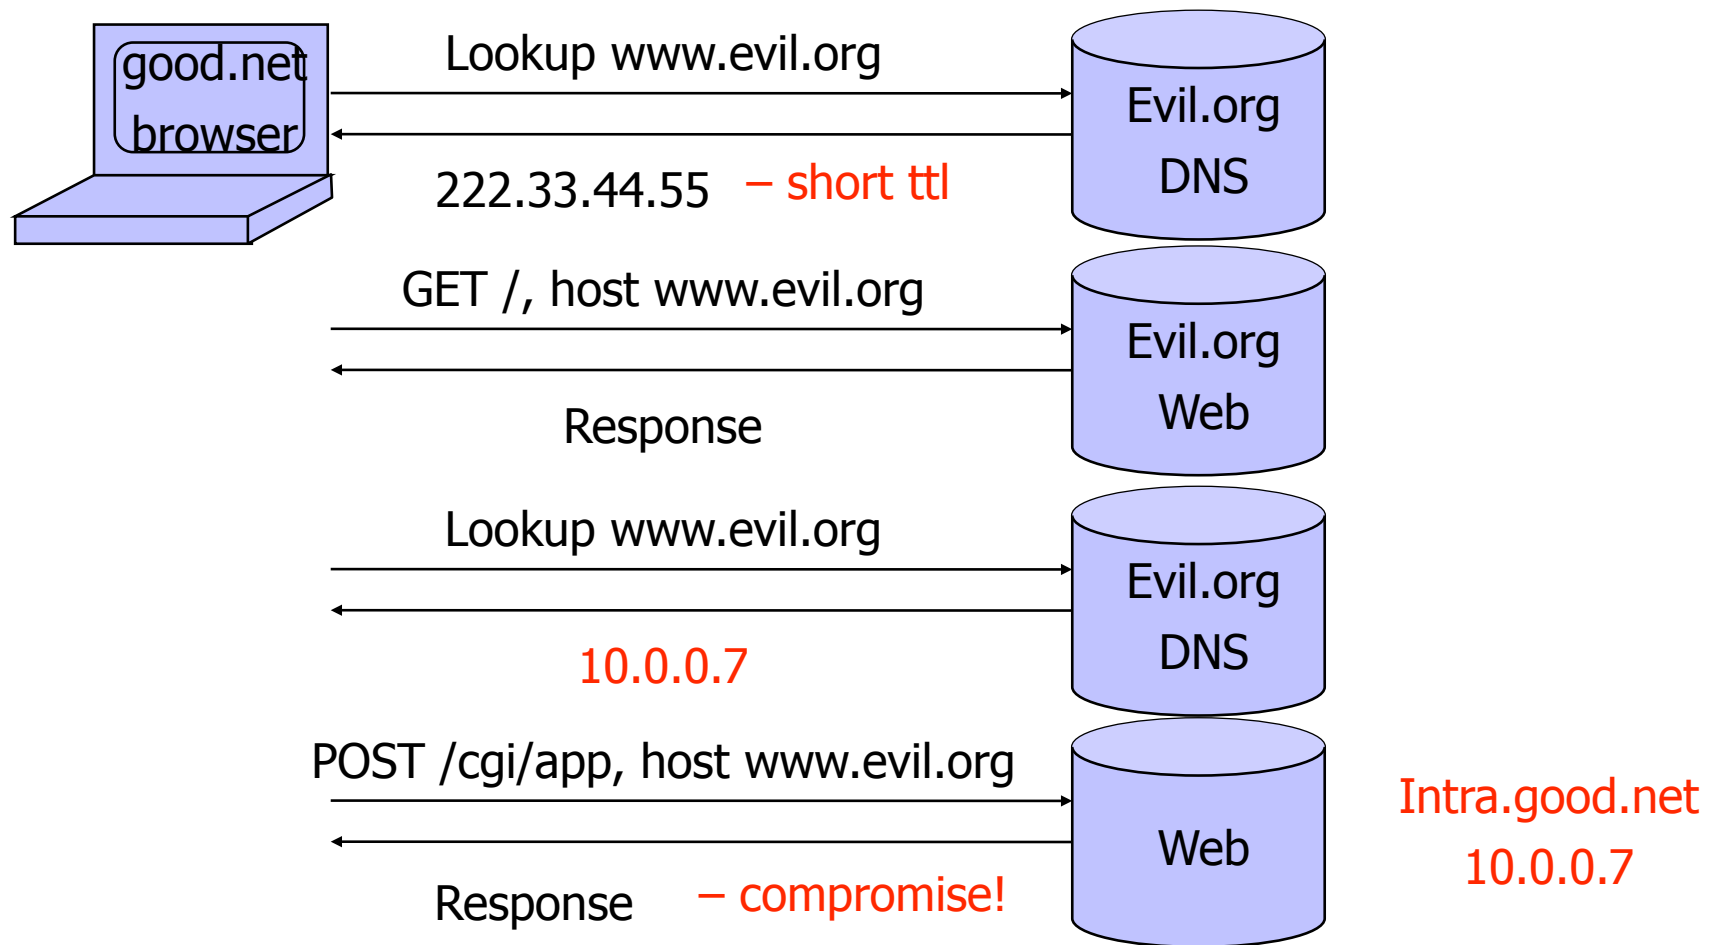 good.net
browser
Lookup www.evil.org
222.33.44.55 – short ttl
Evil.org
DNS
GET /, host www.evil.org
Response
Evil.org
Web
Lookup www.evil.org
10.0.0.7
Evil.org
DNS
POST /cgi/app, host www.evil.org
Response – compromise!
Web
Intra.good.net
10.0.0.7